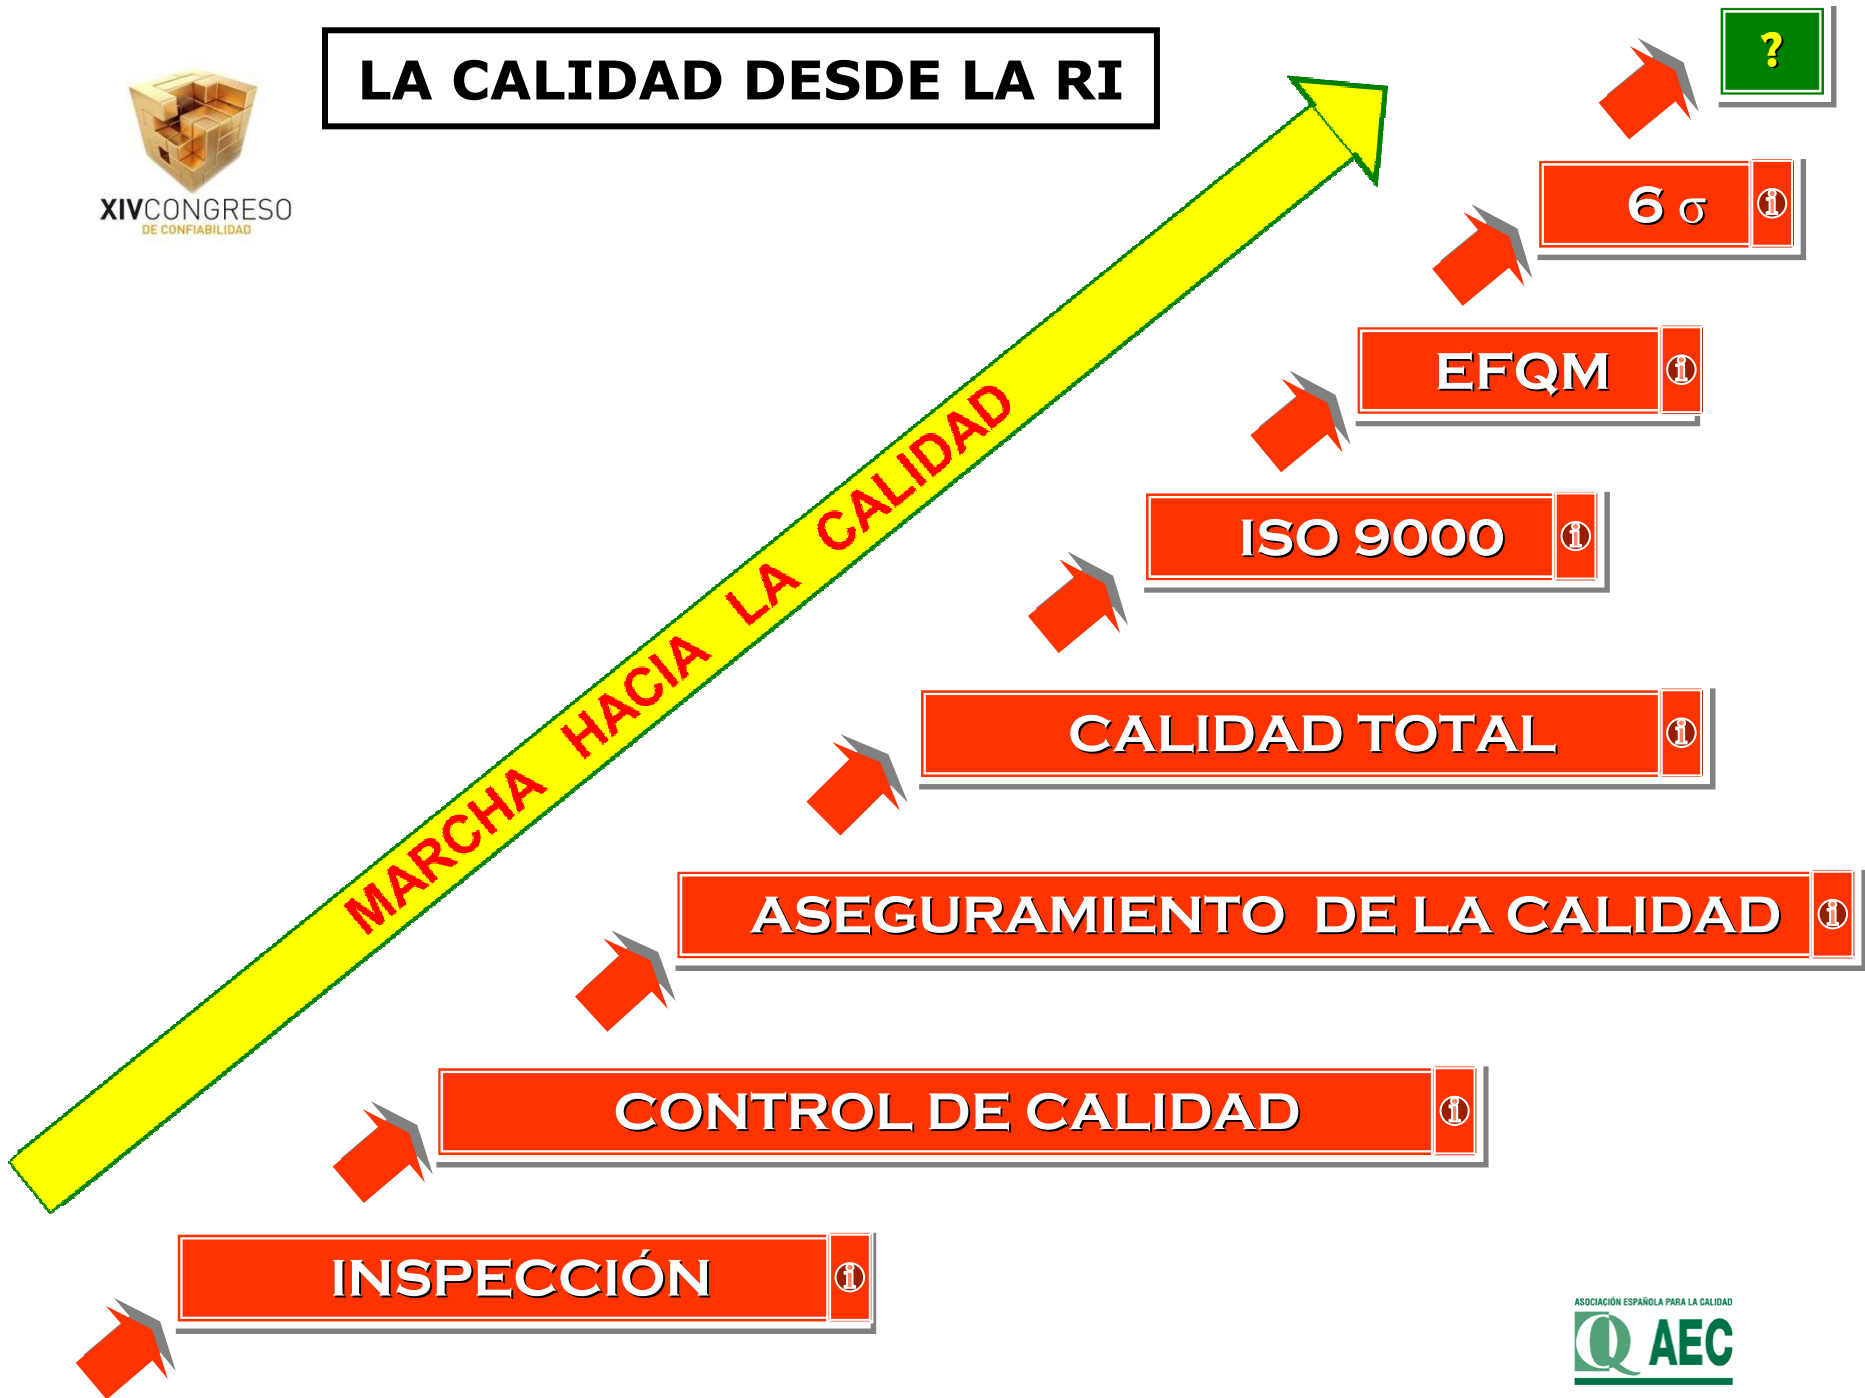 LA CALIDAD DESDE LA RI
?
XIVCONGRESO
DE CONFIABILIDAD
6 σ
EFQM
ISO 9000
MARCHA HACIA LA CALIDAD
CALIDAD TOTAL
ASEGURAMIENTO DE LA CALIDAD
CONTROL DE CALIDAD
INSPECCIÓN
ASOCIACIÓN ESPAÑOLA PARA LA CALIDAD
Q AEC